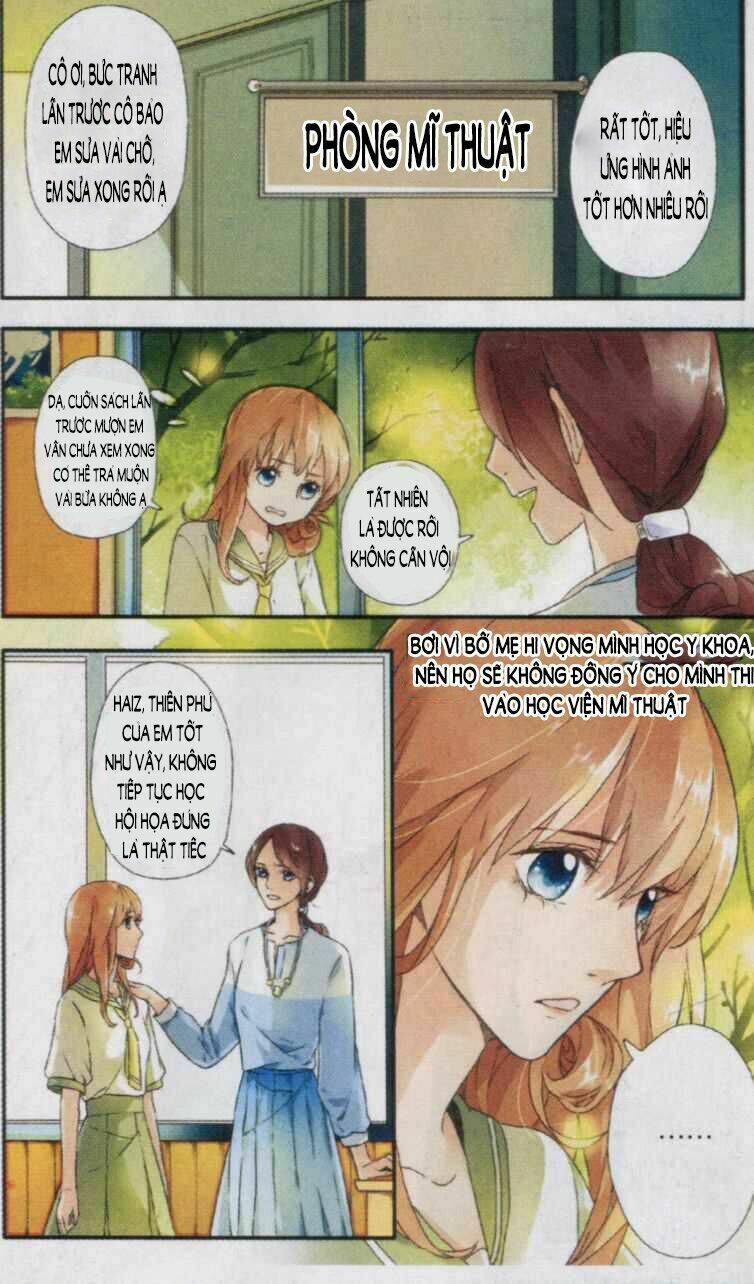 CÔ ƠI, BỨC TRANH
LẦN TRƯỚC CÔ BẢO
EM SỬA VÀI CHỖ,
EM SỬA XONG RỒI Ạ
PHÒNG MĨ THUẬT
RẤT TỐT, HIỆU
ỨNG HÌNH ẢNH
TỐT HƠN NHIỀU RỒI
DẠ, CUỐN SÁCH LẦN
TRƯỚC MƯỢN EM
VẪN CHƯA XEM XONG
CÓ THỂ TRẢ MUỘN
VÀI BỮA KHÔNG Ạ
TẤT NHIÊN
LÀ ĐƯỢC RỒI
KHÔNG CẦN VỘI
BỞI VÌ BỐ MẸ HI VỌNG MÌNH HỌC Y KHOA,
NÊN HỌ SẼ KHÔNG ĐỒNG Ý CHO MÌNH THI
VÀO HỌC VIỆN MĨ THUẬT
HAIZ, THIÊN PHÚ
CỦA EM TỐT
NHƯ VẬY, KHÔNG
TIẾP TỤC HỌC
HỘI HỌA ĐÚNG
LÀ THẬT TIẾC
......